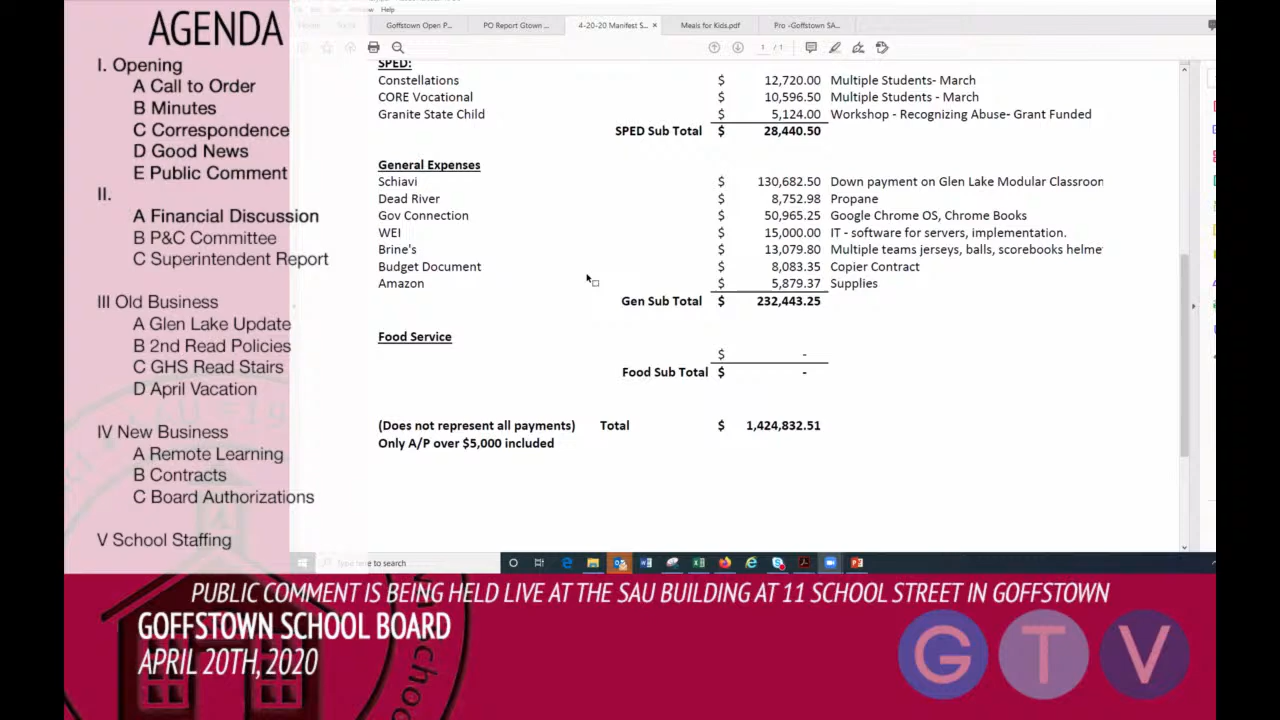 AGENDA
I. Opening
A Call to Order
B Minutes
C Correspondence
D Good News
E Public Comment
II.
A Financial Discussion
B P&C Committee
C Superintendent Report
III Old Business
A Glen Lake Update
B 2nd Read Policies
C GHS Read Stairs
D April Vacation
IV New Business
A Remote Learning
B Contracts
C Board Authorizations
V School Staffing
Help
Goffstown Open P... PO Report Gtown ... 4-20-20 Manifest S... × Meals for Kids.pdf Pro -Goffstown SA...
1 / 1
SPED:
Constellations $ 12,720.00 Multiple Students- March
CORE Vocational $ 10,596.50 Multiple Students - March
Granite State Child $ 5,124.00 Workshop - Recognizing Abuse- Grant Funded
SPED Sub Total $ 28,440.50
General Expenses
Schiavi $ 130,682.50 Down payment on Glen Lake Modular Classroon
Dead River $ 8,752.98 Propane
Gov Connection $ 50,965.25 Google Chrome OS, Chrome Books
WEI $ 15,000.00 IT - software for servers, implementation.
Brine's $ 13,079.80 Multiple teams jerseys, balls, scorebooks helme
Budget Document $ 8,083.35 Copier Contract
Amazon $ 5,879.37 Supplies
Gen Sub Total $ 232,443.25
Food Service
$ -
Food Sub Total $ -
(Does not represent all payments) Total $ 1,424,832.51
Only A/P over $5,000 included
Type here to search
PUBLIC COMMENT IS BEING HELD LIVE AT THE SAU BUILDING AT 11 SCHOOL STREET IN GOFFSTOWN
GOFFSTOWN SCHOOL BOARD
APRIL 20TH, 2020
G T V